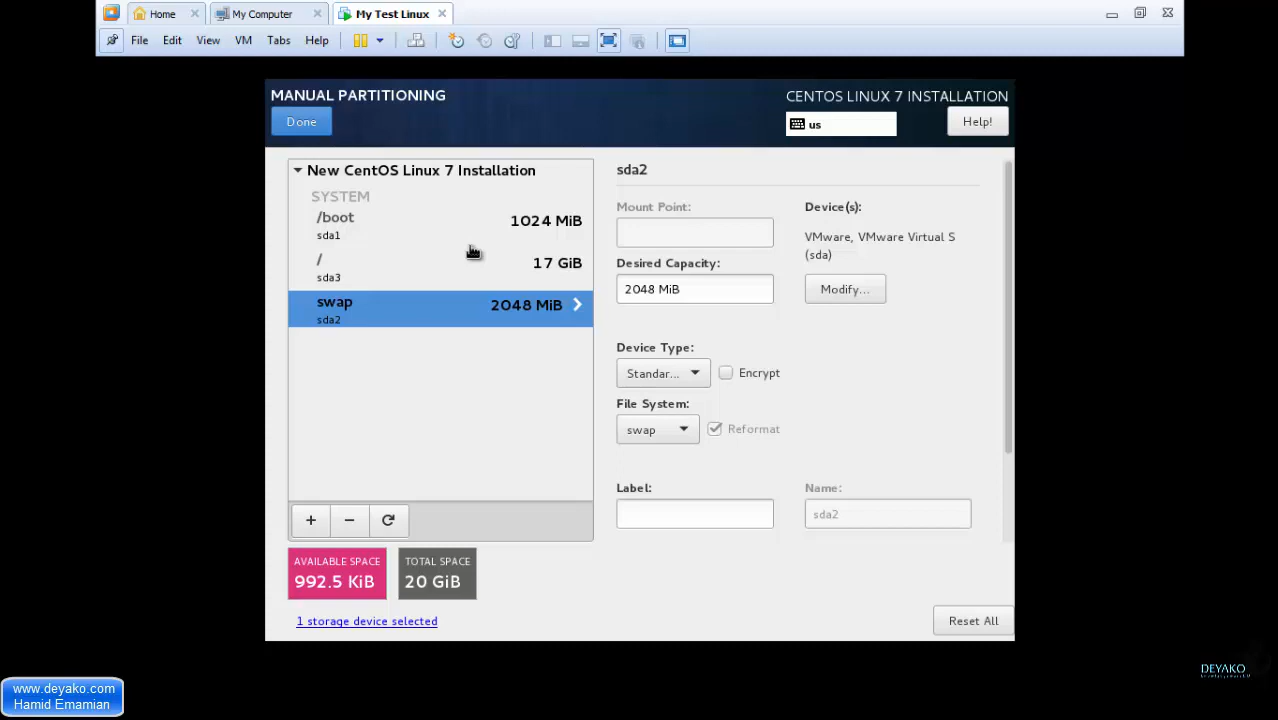 Home
My Computer
My Test Linux
File Edit View VM Tabs Help
MANUAL PARTITIONING
Done
CENTOS LINUX 7 INSTALLATION
us
Help!
New CentOS Linux 7 Installation
SYSTEM
/boot
1024 MiB
sda1
/
17 GiB
sda3
swap
2048 MiB
sda2
+ −
AVAILABLE SPACE
992.5 KiB
TOTAL SPACE
20 GiB
1 storage device selected
sda2
Mount Point:
Desired Capacity:
2048 MiB
Device(s):
VMware, VMware Virtual S
(sda)
Modify...
Device Type:
Standar...
Encrypt
File System:
swap
Reformat
Label:
Name:
sda2
Reset All
www.deyako.com
Hamid Emamian
DEYAKO